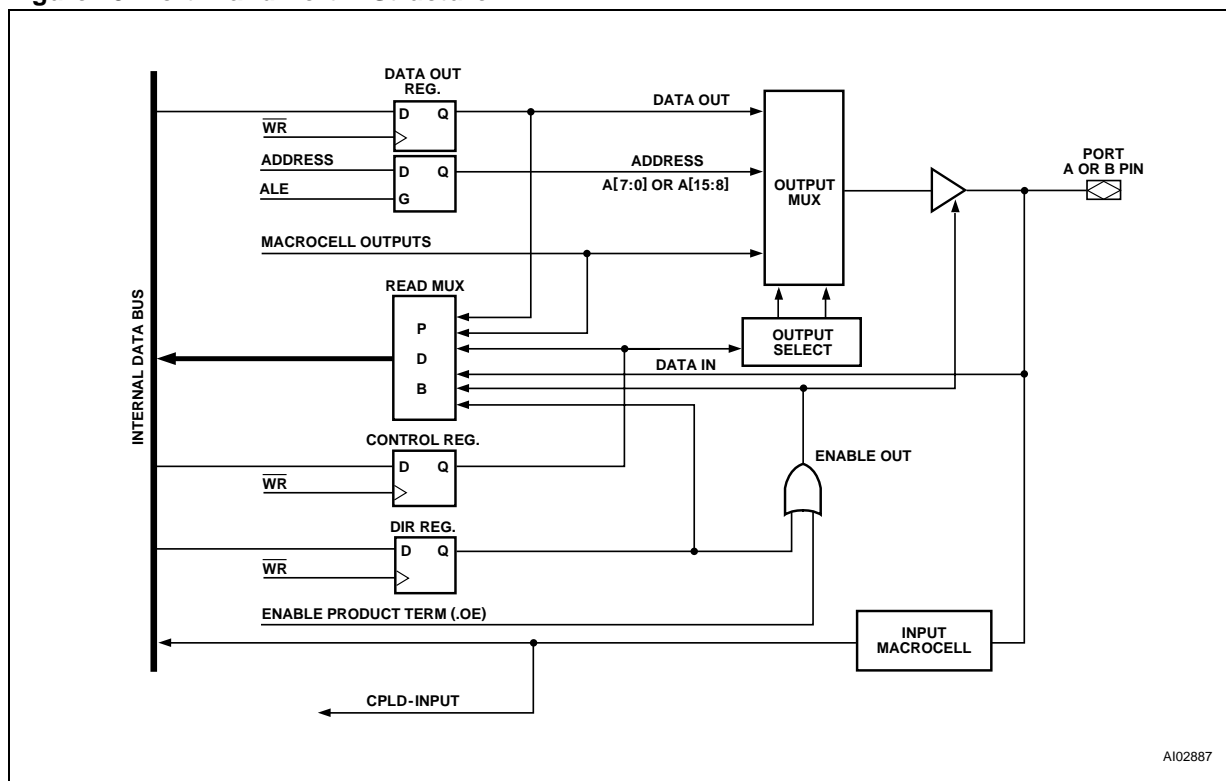 DATA OUT
REG.
D Q
WR
DATA OUT
ADDRESS
ALE
D Q
G
ADDRESS
A[7:0] OR A[15:8]
OUTPUT
MUX
PORT
A OR B PIN
MACROCELL OUTPUTS
READ MUX
P
D
B
OUTPUT
SELECT
DATA IN
INTERNAL DATA BUS
CONTROL REG.
D Q
WR
ENABLE OUT
DIR REG.
D Q
WR
ENABLE PRODUCT TERM (.OE)
INPUT
MACROCELL
CPLD-INPUT
AI02887